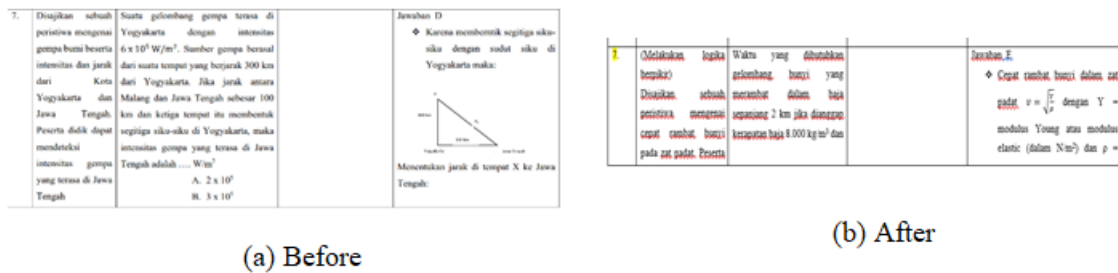 7.
Disajikan sebuah
peristiwa mengenai
gempa bumi beserta
intensitas dan jarak
dari Kota
Yogyakarta dan
Jawa Tengah.
Peserta didik dapat
mendeteksi
intensitas gempa
yang terasa di Jawa
Tengah
Suatu gelombang gempa terasa di
Yogyakarta dengan intensitas
6 x 10⁵ W/m². Sumber gempa berasal
dari suatu tempat yang berjarak 300 km
dari Yogyakarta. Jika jarak antara
Malang dan Jawa Tengah sebesar 100
km dan ketiga tempat itu membentuk
segitiga siku-siku di Yogyakarta, maka
intensitas gempa yang terasa di Jawa
Tengah adalah .... W/m²
A. 2 x 10⁵
B. 3 x 10⁵
Jawaban D
❖ Karena membentuk segitiga siku-
siku dengan sudut siku di
Yogyakarta maka:
Menentukan jarak di tempat X ke Jawa
Tengah:
(a) Before
7.
(Melakukan logika
berpikir)
Disajikan sebuah
peristiwa mengenai
cepat rambat bunyi
pada zat padat. Peserta
Waktu yang dibutuhkan
gelombang bunyi yang
merambat dalam baja
sepanjang 2 km jika dianggap
kerapatan baja 8.000 kg/m³ dan
Jawaban E
❖ Cepat rambat bunyi dalam zat
padat v = √(Y/ρ) dengan Y =
modulus Young atau modulus
elastic (dalam N/m²) dan ρ =
(b) After